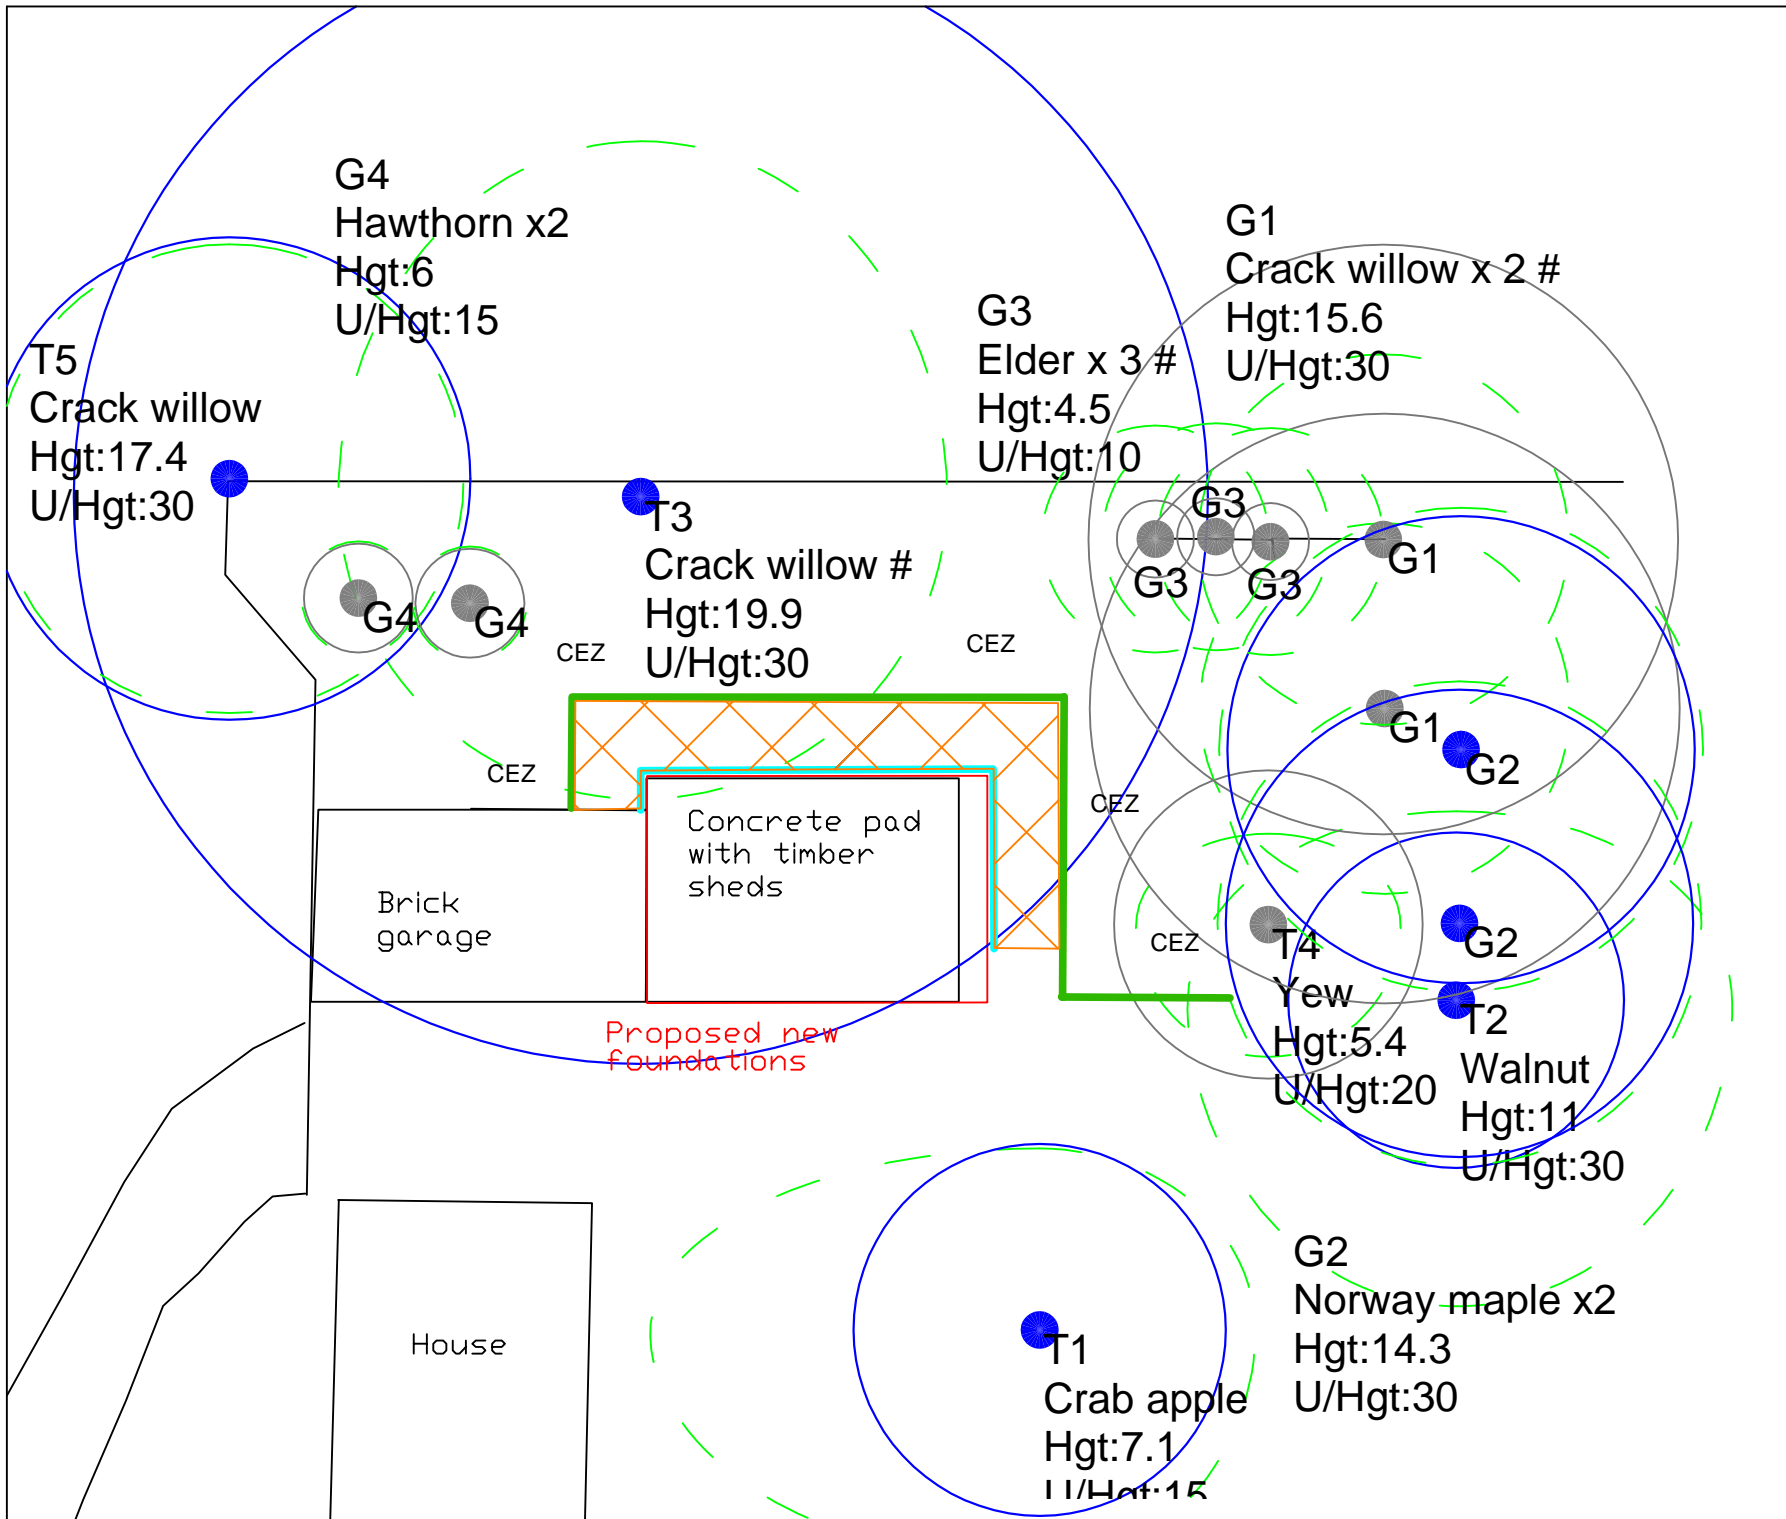 G4
Hawthorn x2
Hgt:6
U/Hgt:15
G1
Crack willow x 2 #
Hgt:15.6
U/Hgt:30
G3
Elder x 3 #
Hgt:4.5
U/Hgt:10
T5
Crack willow
Hgt:17.4
U/Hgt:30
G3
G3
G3
G1
T3
Crack willow #
Hgt:19.9
U/Hgt:30
G4
G4
CEZ
CEZ
G1
G2
CEZ
CEZ
Concrete pad
with timber
sheds
Brick
garage
CEZ
T4
Yew
Hgt:5.4
U/Hgt:20
G2
T2
Walnut
Hgt:11
U/Hgt:30
Proposed new
foundations
G2
Norway maple x2
Hgt:14.3
U/Hgt:30
House
T1
Crab apple
Hgt:7.1
U/Hgt:15